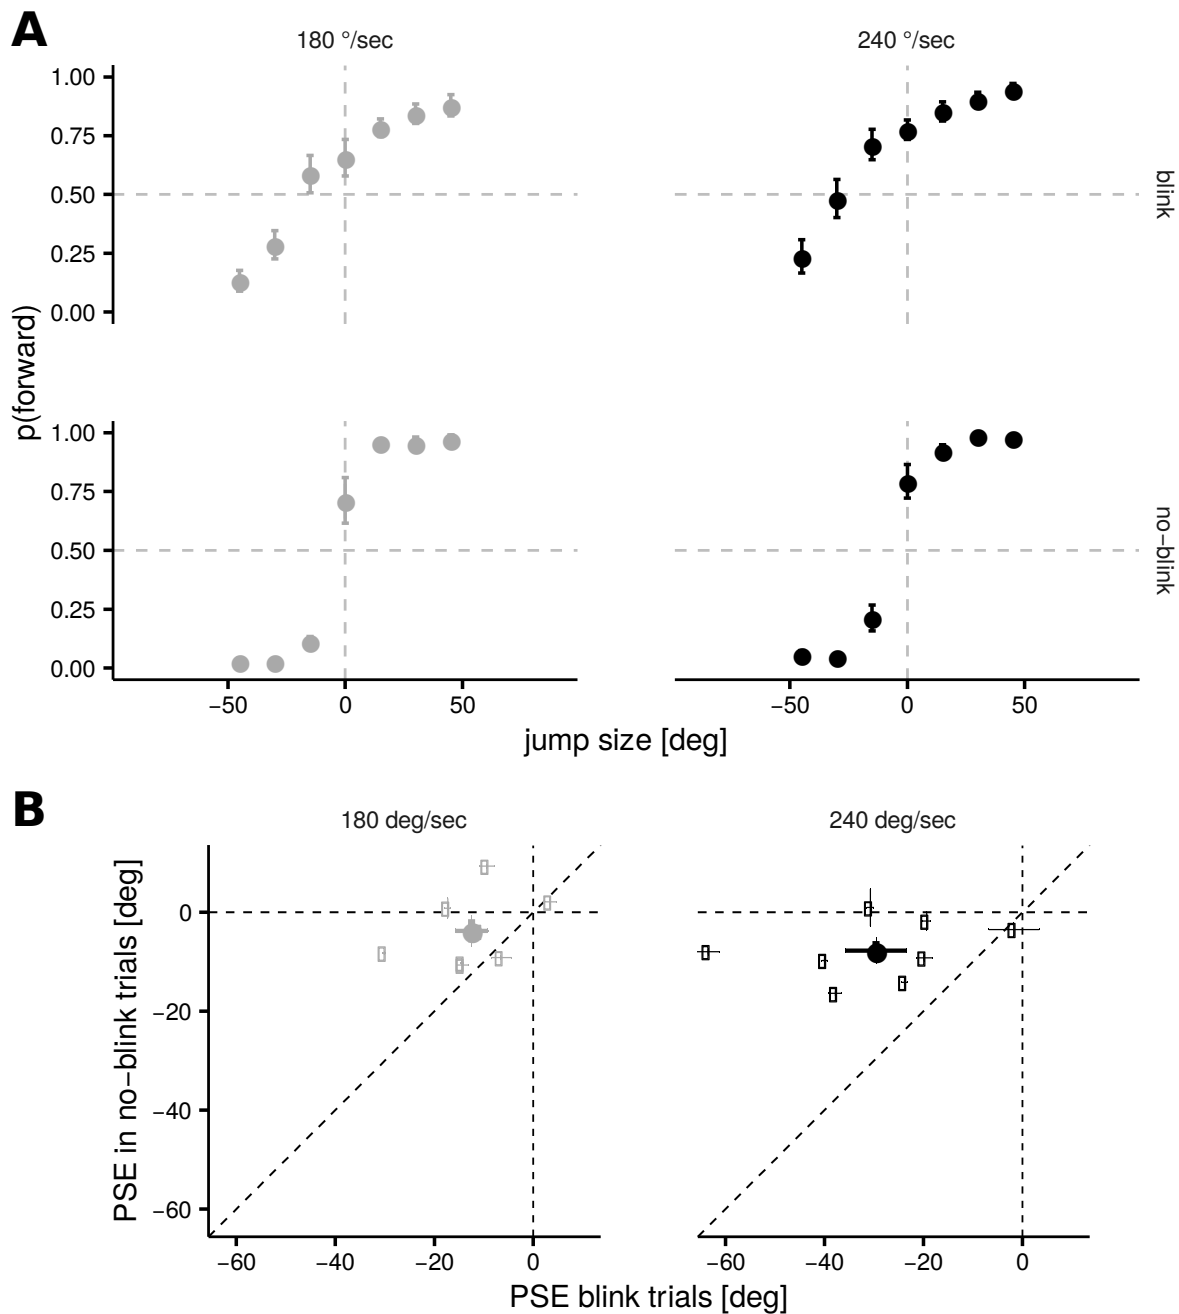 A
180 °/sec
240 °/sec
1.00
0.75
0.50
0.25
0.00
blink
p(forward)
1.00
0.75
0.50
0.25
0.00
no−blink
−50
0
50
−50
0
50
jump size [deg]
B
180 deg/sec
240 deg/sec
PSE in no−blink trials [deg]
0
−20
−40
−60
−60
−40
−20
0
−60
−40
−20
0
PSE blink trials [deg]